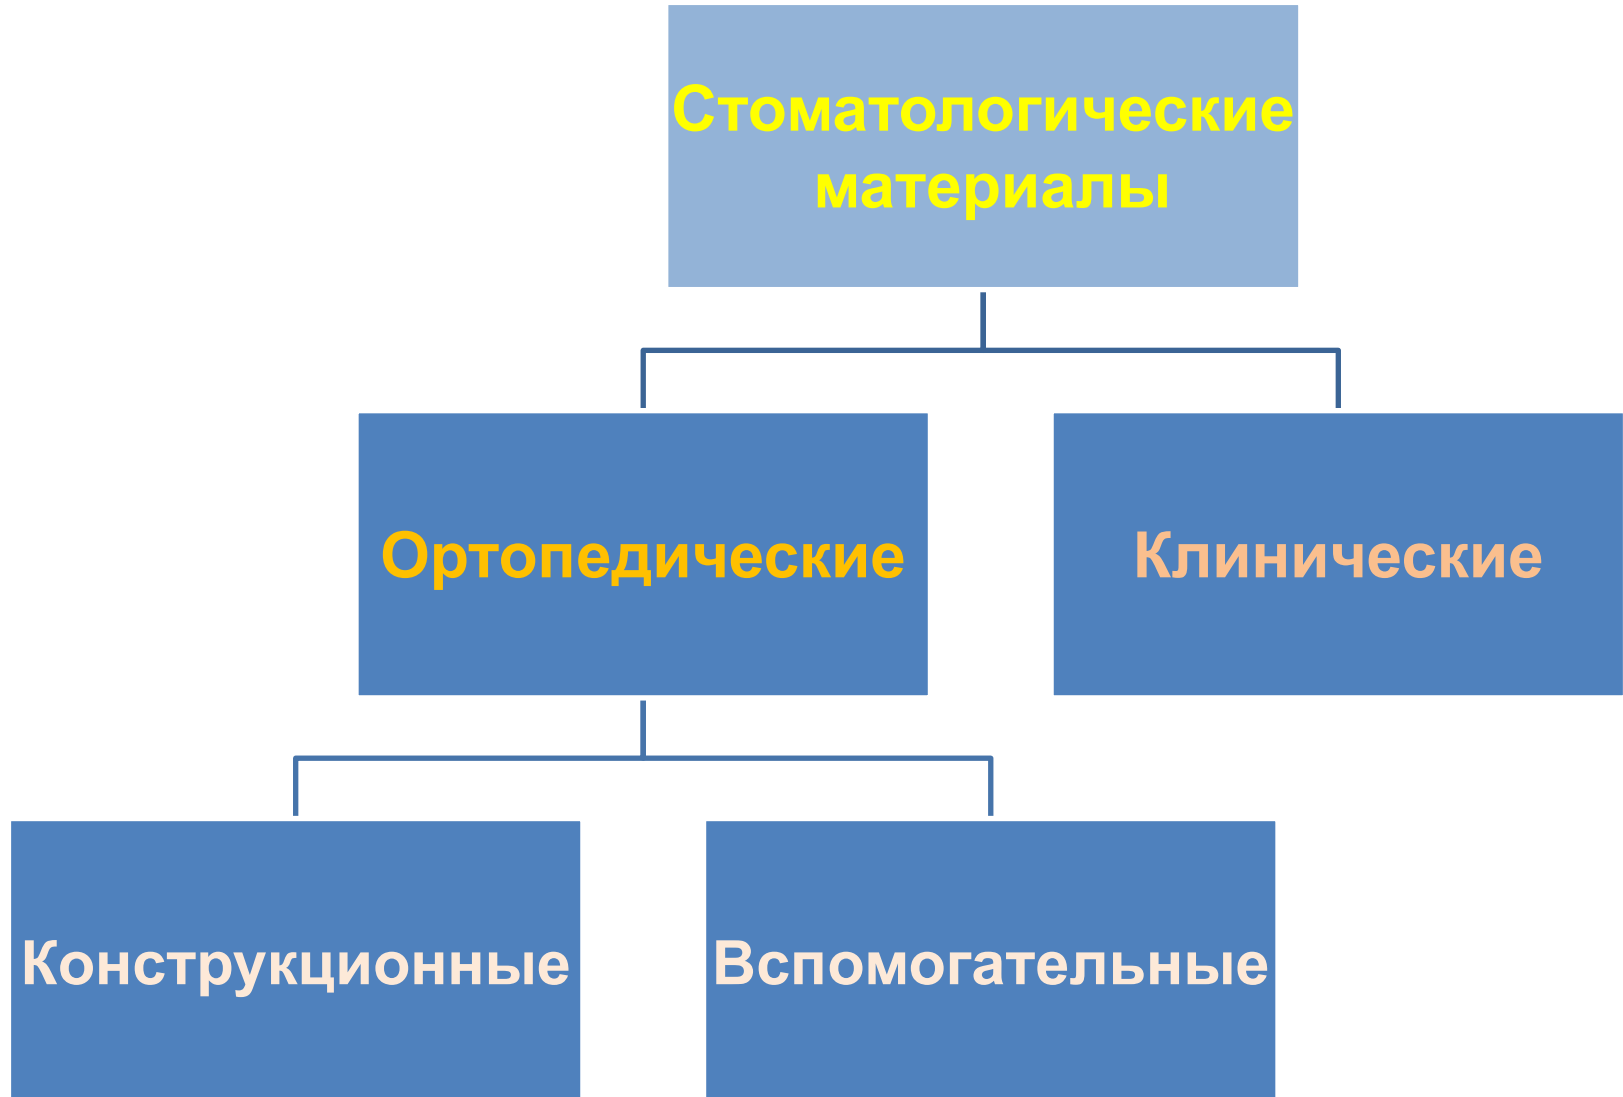 Стоматологические
материалы
Ортопедические
Клинические
Конструкционные
Вспомогательные